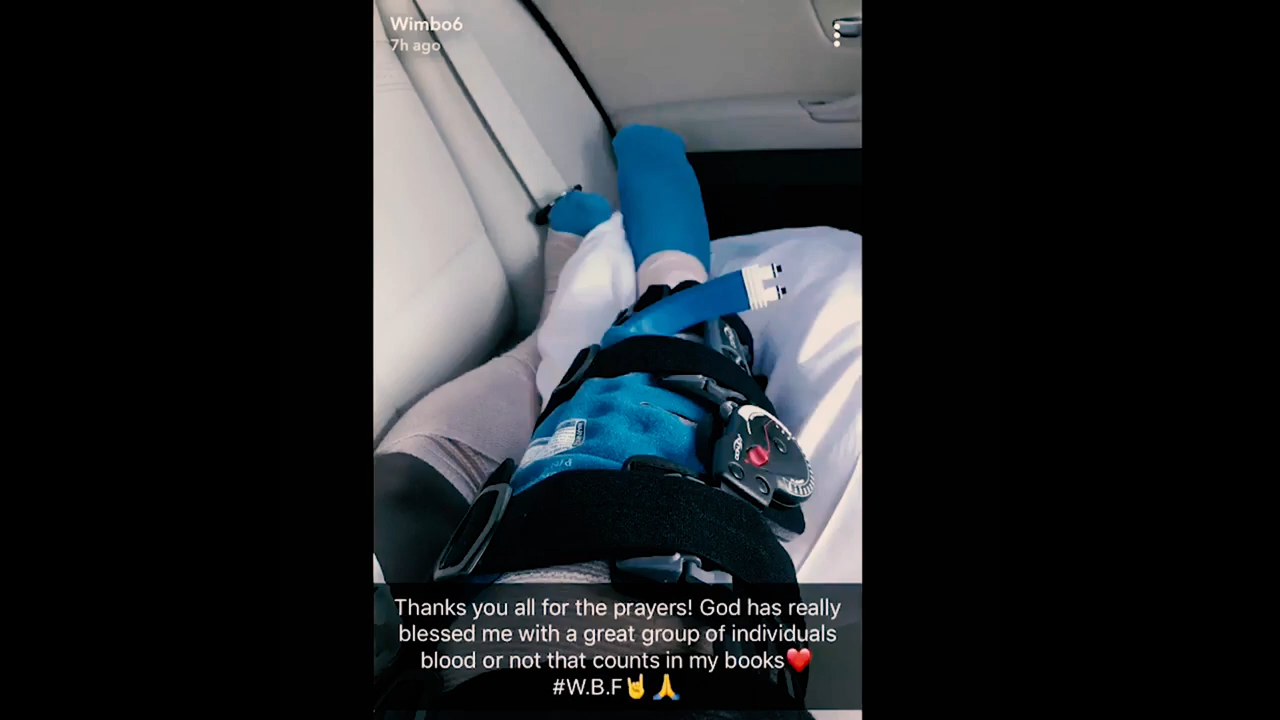 Wimbo6
7h ago
Thanks you all for the prayers! God has really
blessed me with a great group of individuals
blood or not that counts in my books❤️
#W.B.F🤘🙏